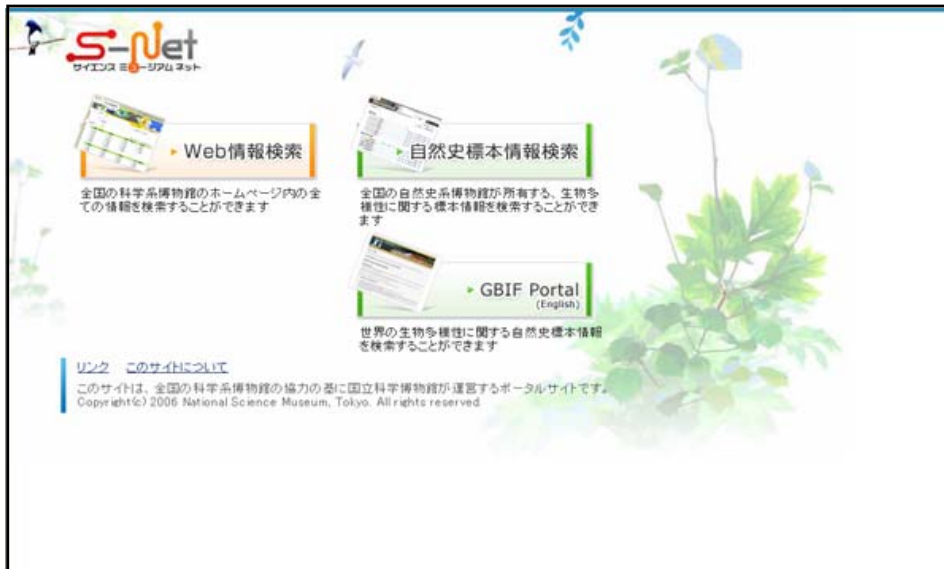 S-Net
サイエンス ミュージアム ネット
Web情報検索
全国の科学系博物館のホームページ内の全
ての情報を検索することができます
自然史標本情報検索
全国の自然史系博物館が所有する、生物多
様性に関する標本情報を検索することができ
ます
GBIF Portal
(English)
世界の生物多様性に関する自然史標本情報
を検索することができます
リンク このサイトについて
このサイトは、全国の科学系博物館の協力の基に国立科学博物館が運営するポータルサイトです。
Copyright(c) 2006 National Science Museum, Tokyo. All rights reserved.